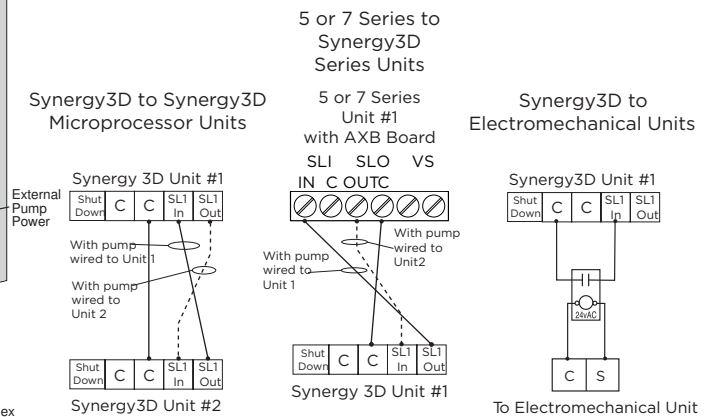 5 or 7 Series to
Synergy3D
Series Units
Synergy3D to Synergy3D
Microprocessor Units
5 or 7 Series
Unit #1
with AXB Board
Synergy3D to
Electromechanical Units
SLI SLO VS
IN C OUTC
Synergy 3D Unit #1
Shut Down C C SL1 In SL1 Out
External
Pump
Power
With pump
wired to Unit 1
With pump
wired to
Unit 2
Shut Down C C SL1 In SL1 Out
Synergy3D Unit #2
With pump
wired to
Unit2
With pump
wired to
Unit 1
Shut Down C C SL1 In SL1 Out
Synergy 3D Unit #1
Synergy3D Unit #1
Shut Down C C SL1 In SL1 Out
24vAC
C S
To Electromechanical Unit
ex